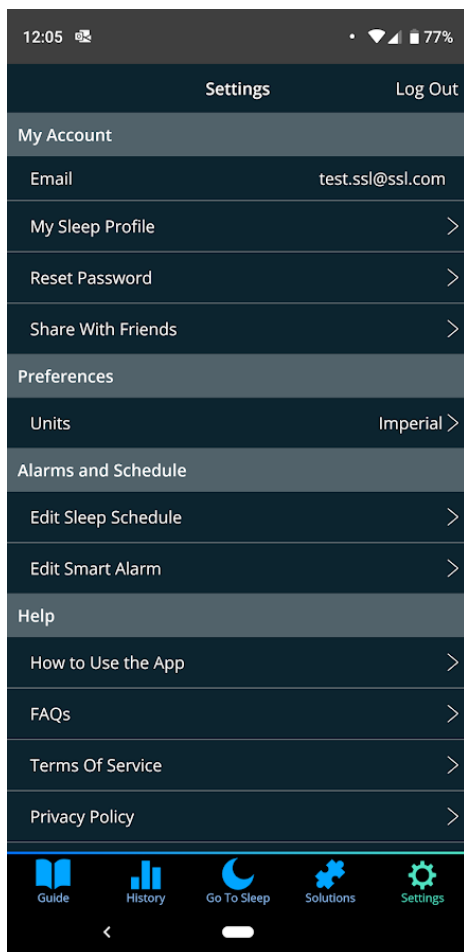 12:05 77%
Settings Log Out
My Account
Email test.ssl@ssl.com
My Sleep Profile
Reset Password
Share With Friends
Preferences
Units Imperial
Alarms and Schedule
Edit Sleep Schedule
Edit Smart Alarm
Help
How to Use the App
FAQs
Terms Of Service
Privacy Policy
Guide History Go To Sleep Solutions Settings